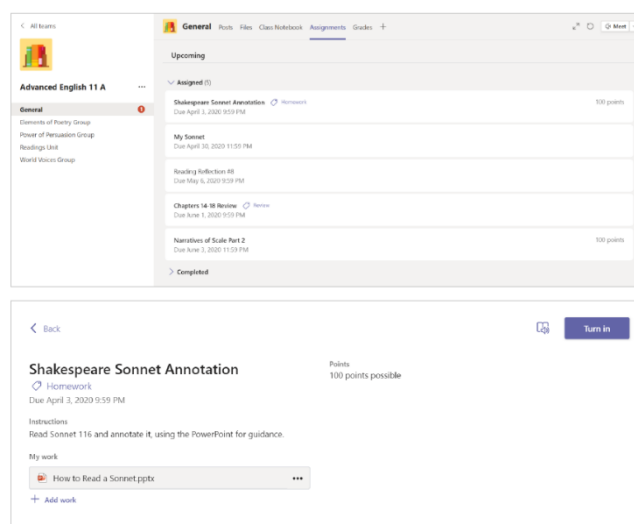 All teams
General Posts Files Class Notebook Assignments Grades +
Meet
Upcoming
Advanced English 11 A ...
General
Elements of Poetry Group
Power of Persuasion Group
Readings Unit
World Voices Group
Assigned (5)
Shakespeare Sonnet Annotation Homework 100 points
Due April 3, 2020 9:59 PM
My Sonnet
Due April 30, 2020 11:59 PM
Reading Reflection #8
Due May 6, 2020 9:59 PM
Chapters 14-18 Review Review
Due June 1, 2020 9:59 PM
Narratives of Scale Part 2 100 points
Due June 3, 2020 11:59 PM
Completed
Back
Turn in
Shakespeare Sonnet Annotation
Homework
Due April 3, 2020 9:59 PM
Points
100 points possible
Instructions
Read Sonnet 116 and annotate it, using the PowerPoint for guidance.
My work
How to Read a Sonnet.pptx ...
+ Add work